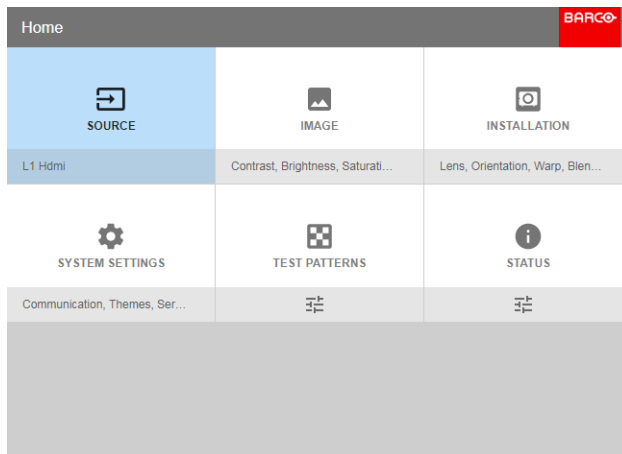 Home
BARCO
SOURCE
IMAGE
INSTALLATION
L1 Hdmi
Contrast, Brightness, Saturati...
Lens, Orientation, Warp, Blen...
SYSTEM SETTINGS
TEST PATTERNS
STATUS
Communication, Themes, Ser...